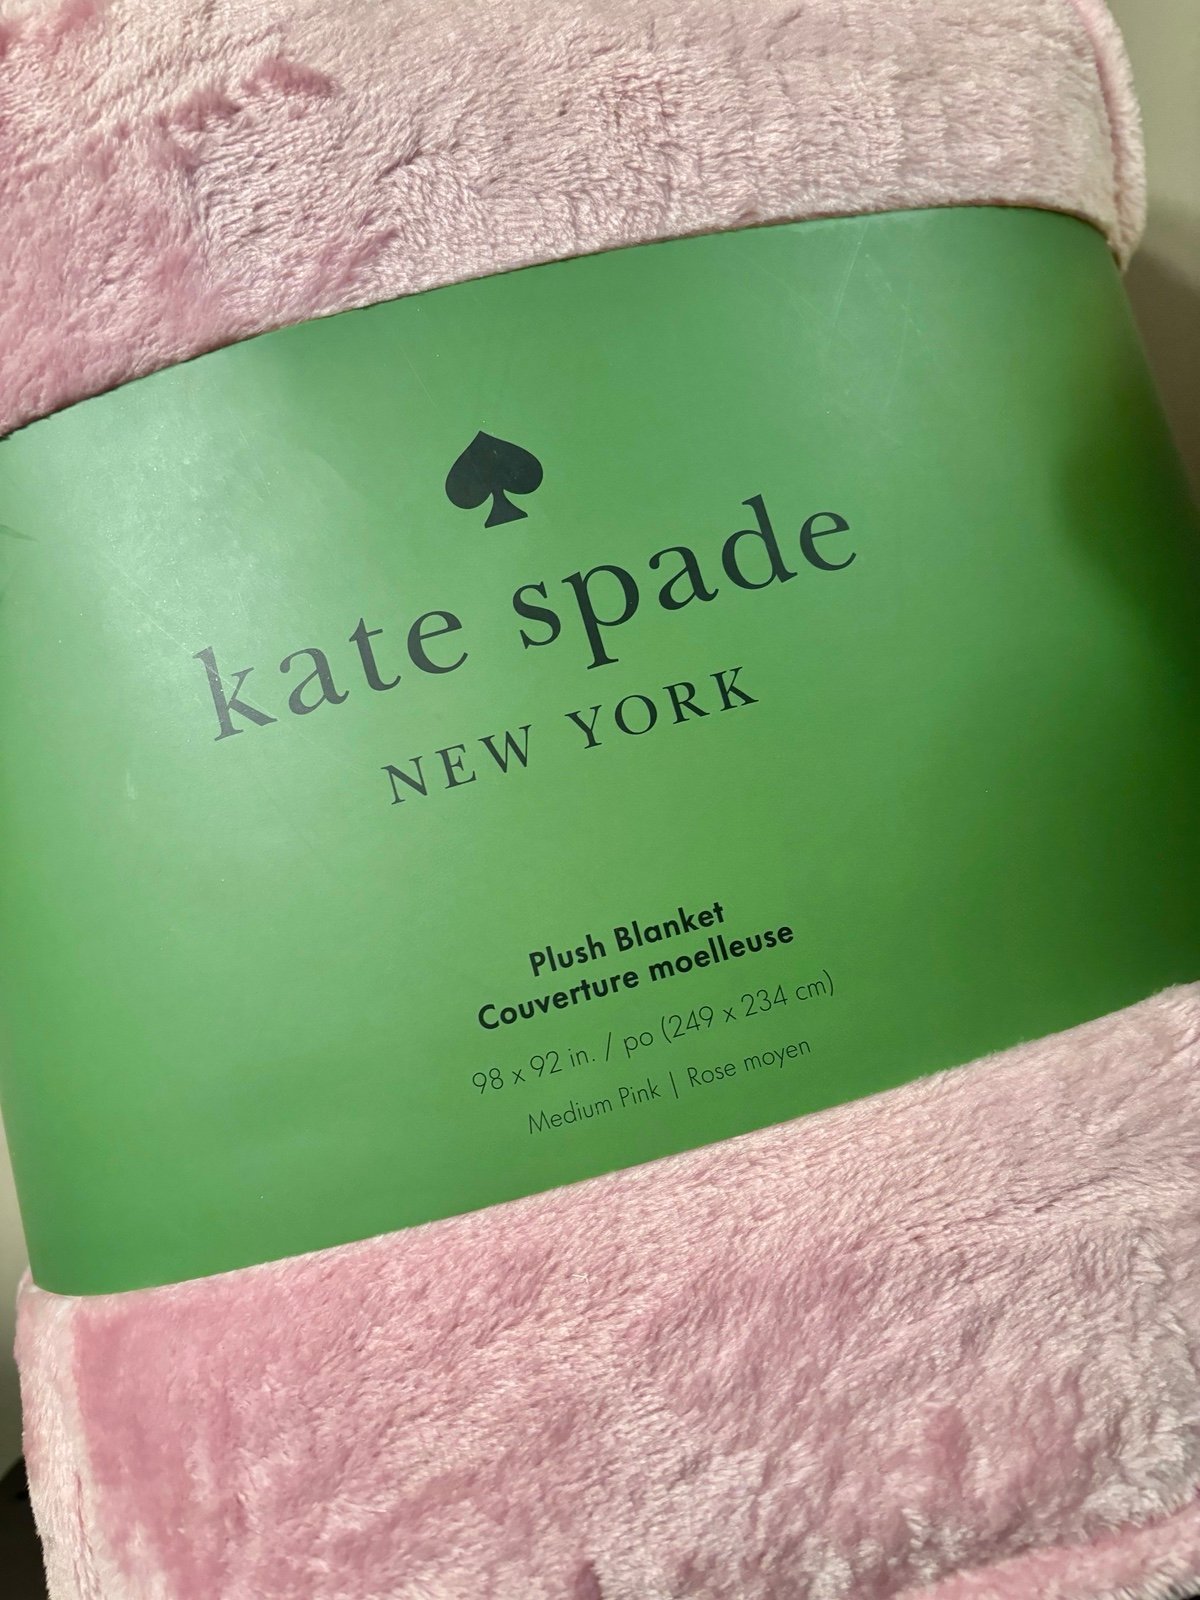 kate spade
NEW YORK
Plush Blanket
Couverture moelleuse
98 x 92 in. / po (249 x 234 cm)
Medium Pink | Rose moyen